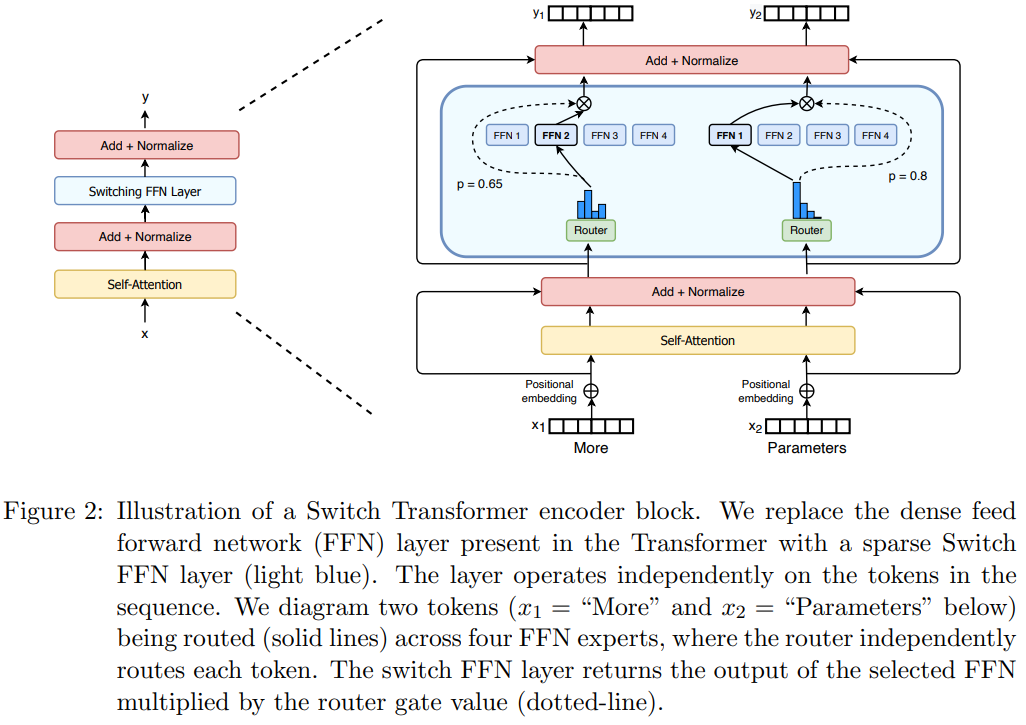 y
Add + Normalize
Switching FFN Layer
Add + Normalize
Self-Attention
x
y1 y2
Add + Normalize
FFN 1 FFN 2 FFN 3 FFN 4 FFN 1 FFN 2 FFN 3 FFN 4
p = 0.65 p = 0.8
Router Router
Add + Normalize
Self-Attention
Positional embedding Positional embedding
x1 x2
More Parameters
Figure 2: Illustration of a Switch Transformer encoder block. We replace the dense feed
forward network (FFN) layer present in the Transformer with a sparse Switch
FFN layer (light blue). The layer operates independently on the tokens in the
sequence. We diagram two tokens (x1 = “More” and x2 = “Parameters” below)
being routed (solid lines) across four FFN experts, where the router independently
routes each token. The switch FFN layer returns the output of the selected FFN
multiplied by the router gate value (dotted-line).